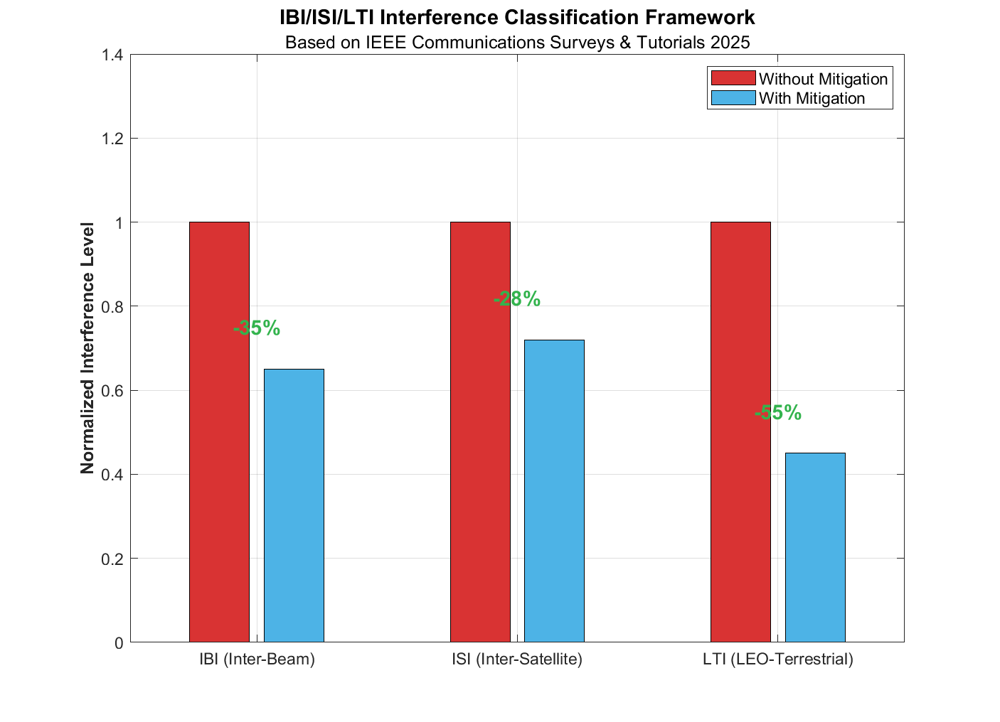 IBI/ISI/LTI Interference Classification Framework
Based on IEEE Communications Surveys & Tutorials 2025
Without Mitigation
With Mitigation
Normalized Interference Level
1.4
1.2
1
0.8
0.6
0.4
0.2
0
-35%
-28%
-55%
IBI (Inter-Beam)
ISI (Inter-Satellite)
LTI (LEO-Terrestrial)